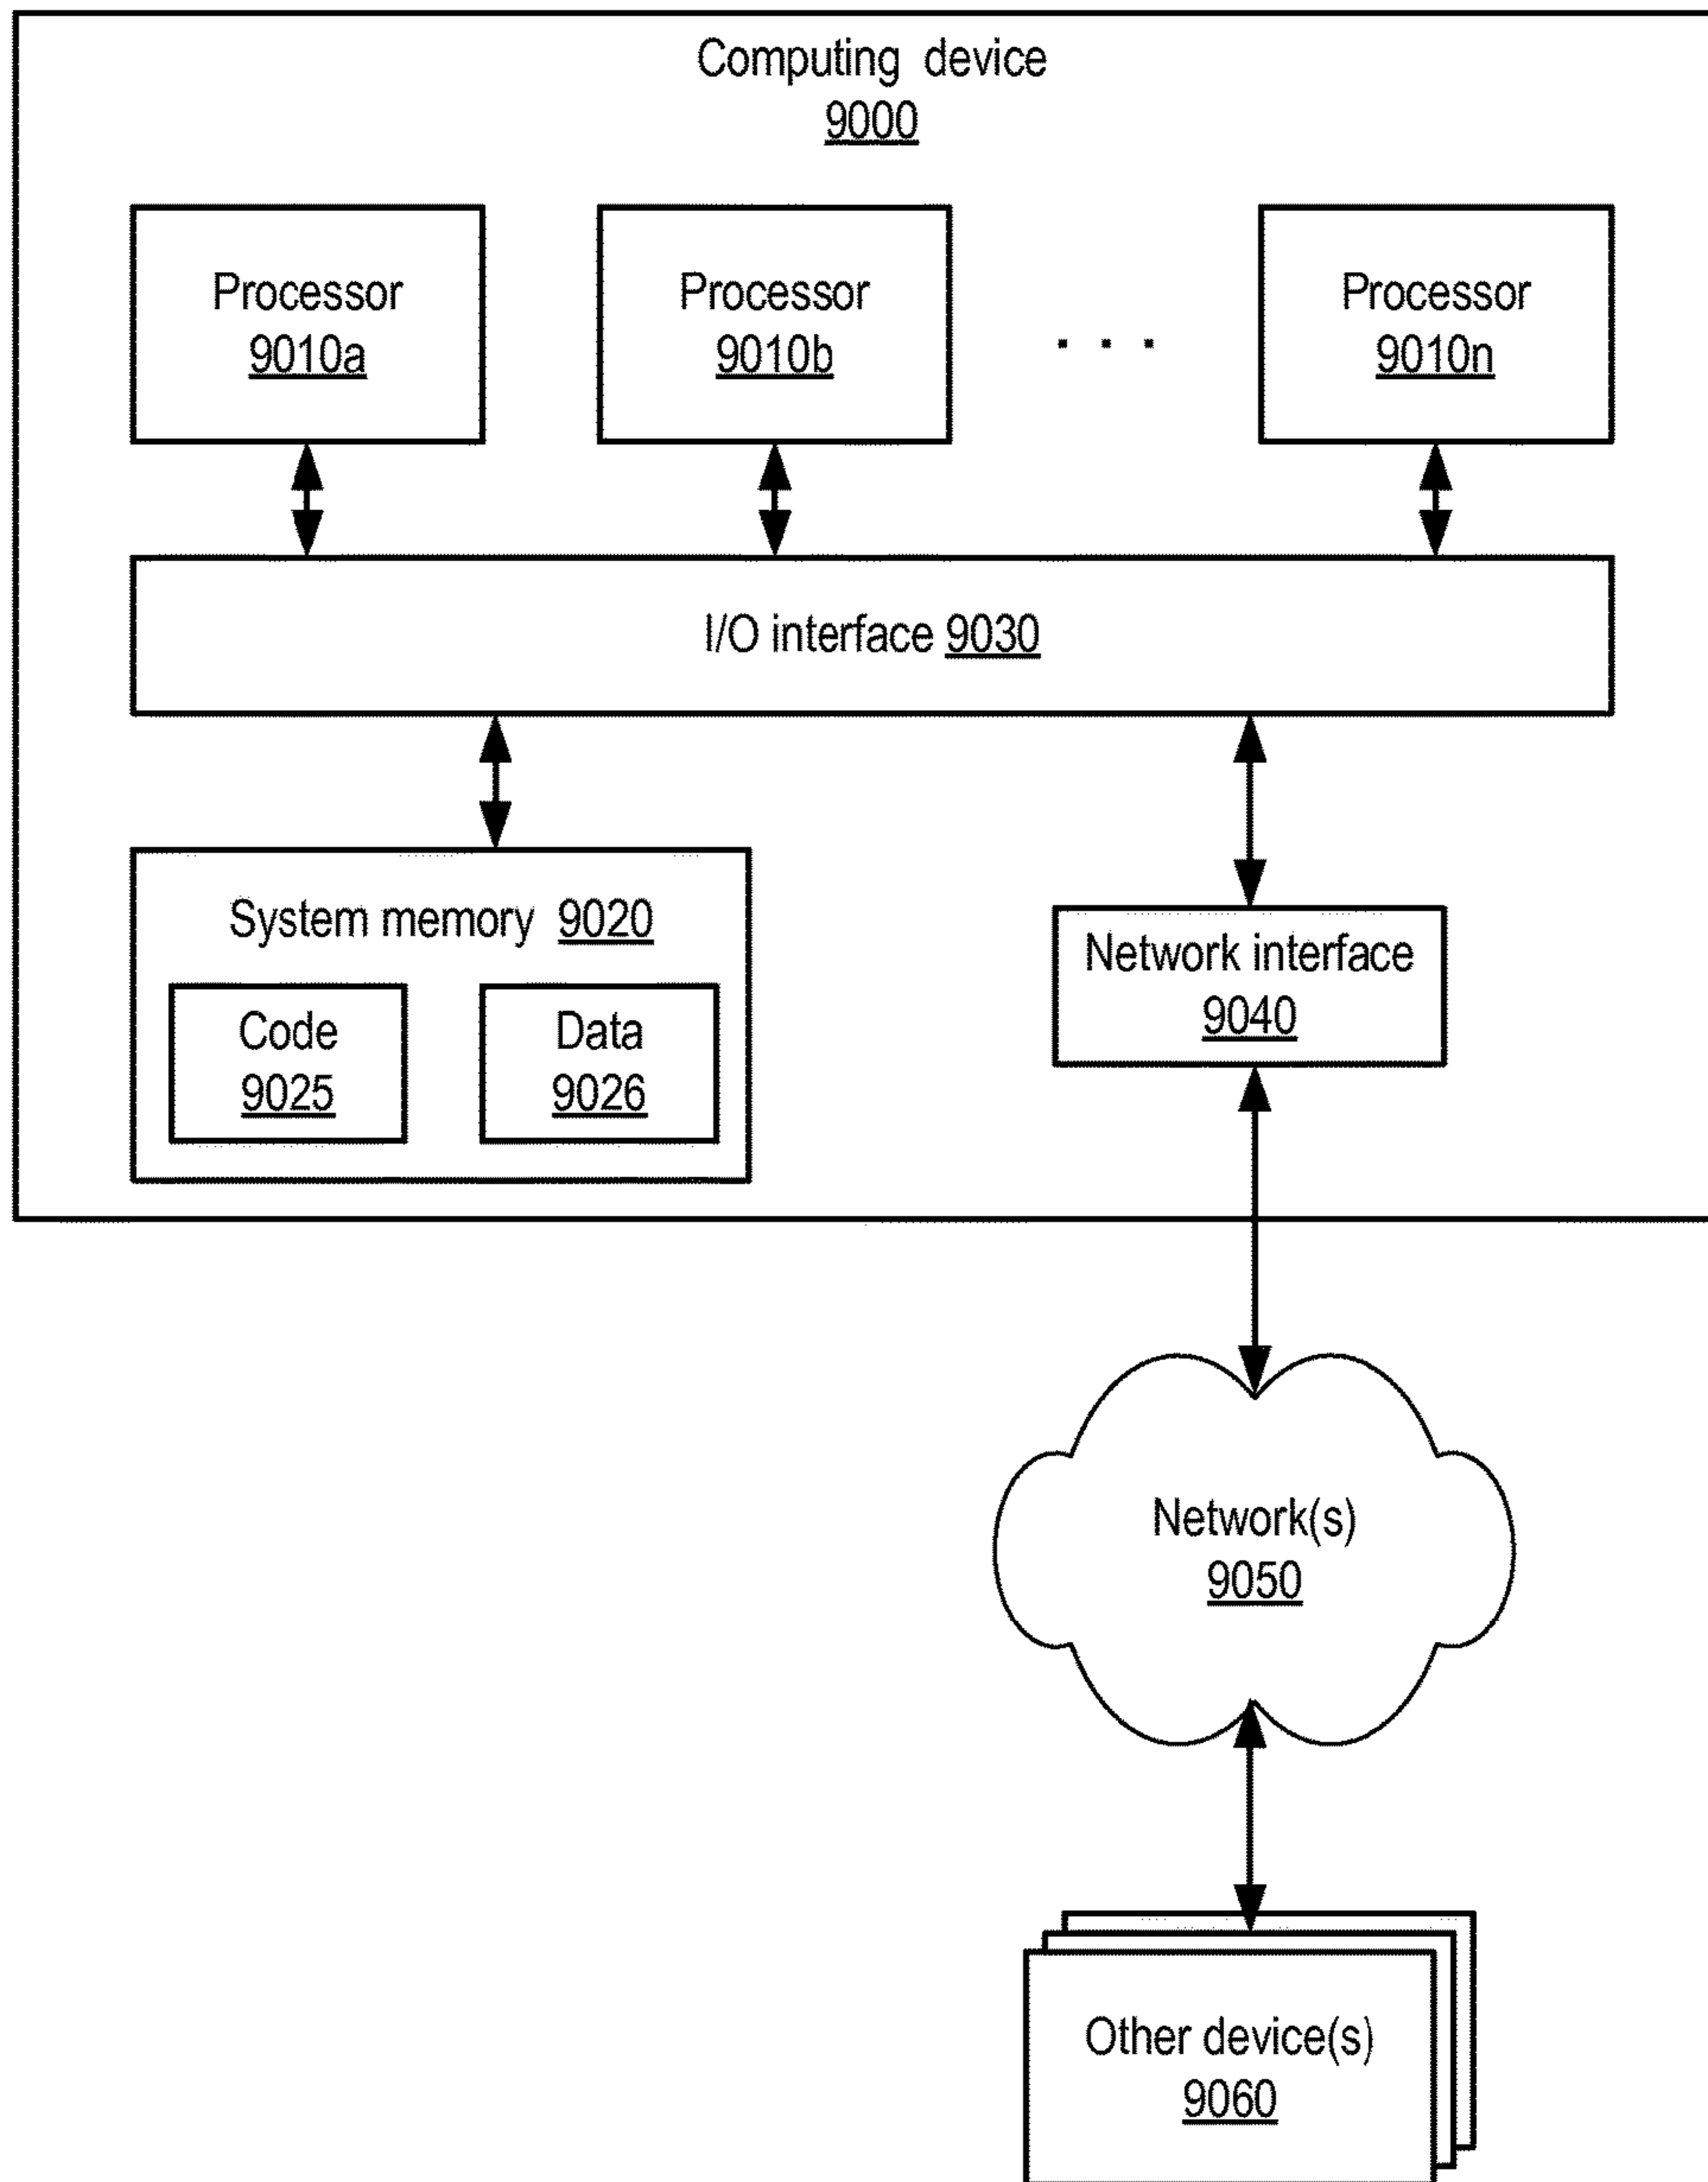 Computing device
9000
Processor
9010a
Processor
9010b
. . .
Processor
9010n
I/O interface 9030
System memory 9020
Code
9025
Data
9026
Network interface
9040
Network(s)
9050
Other device(s)
9060